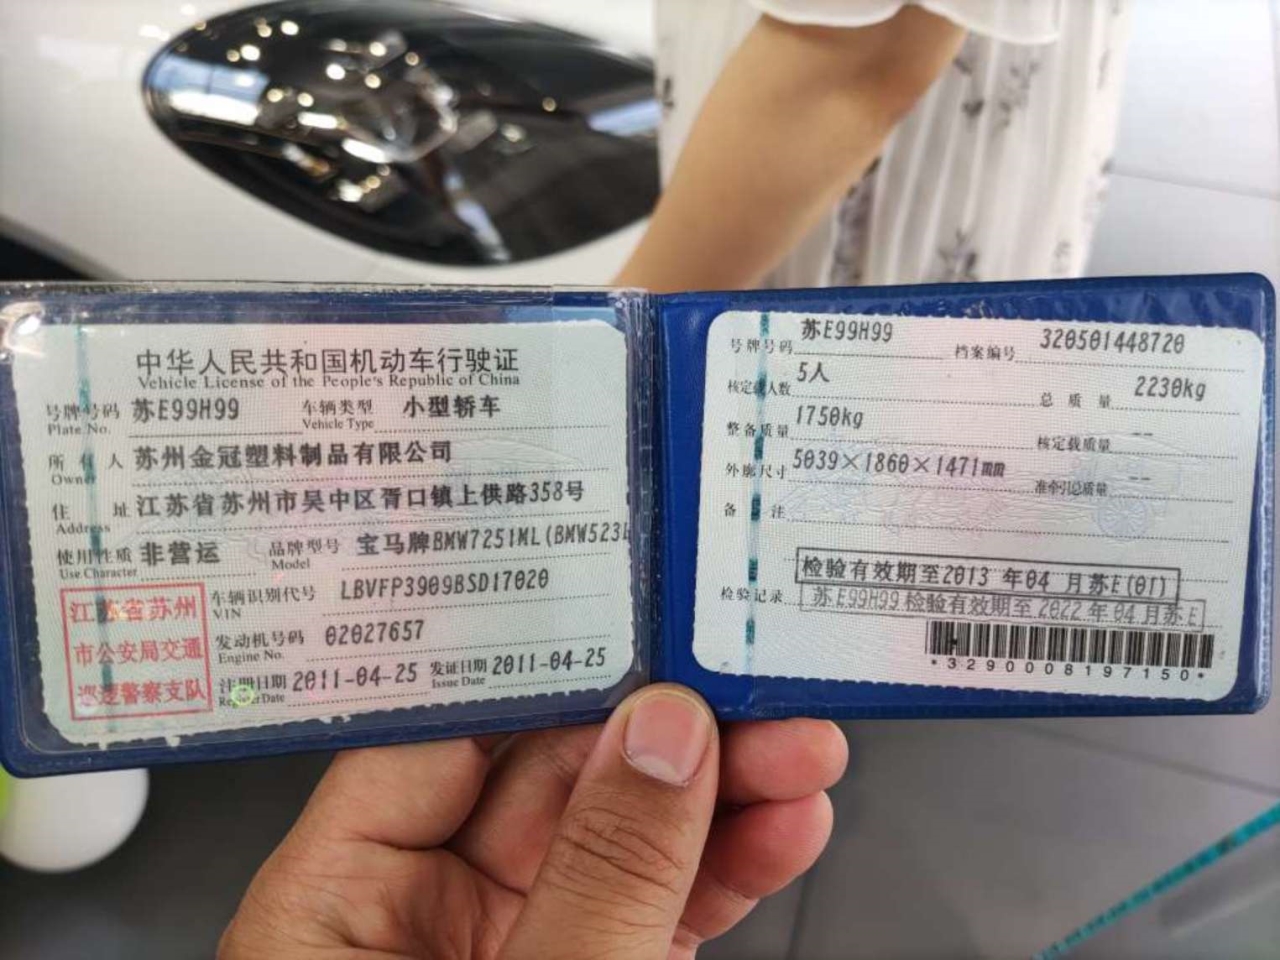 中华人民共和国机动车行驶证
Vehicle License of the People's Republic of China
号牌号码 苏E99H99 车辆类型 小型轿车
Plate No. Vehicle Type
所有人 苏州金冠塑料制品有限公司
Owner
住址 江苏省苏州市吴中区胥口镇上供路358号
Address
使用性质 非营运 品牌型号 宝马牌BMW7251ML(BMW523L
Use Character Model
车辆识别代号 LBVFP3909BSD17020
VIN
发动机号码 02027657
Engine No.
注册日期 2011-04-25 发证日期 2011-04-25
Register Date Issue Date
江苏省苏州
市公安局交通
巡逻警察支队
号牌号码 苏E99H99 档案编号 320501448720
核定载人数 5人 总质量 2230kg
整备质量 1750kg 核定载质量 --
外廓尺寸 5039×1860×1471mm 准牵引总质量 --
备注
检验有效期至2013 年04 月苏E(01)
检验记录 苏E99H99 检验有效期至 2022 年 04 月 苏E
*3290008197150*